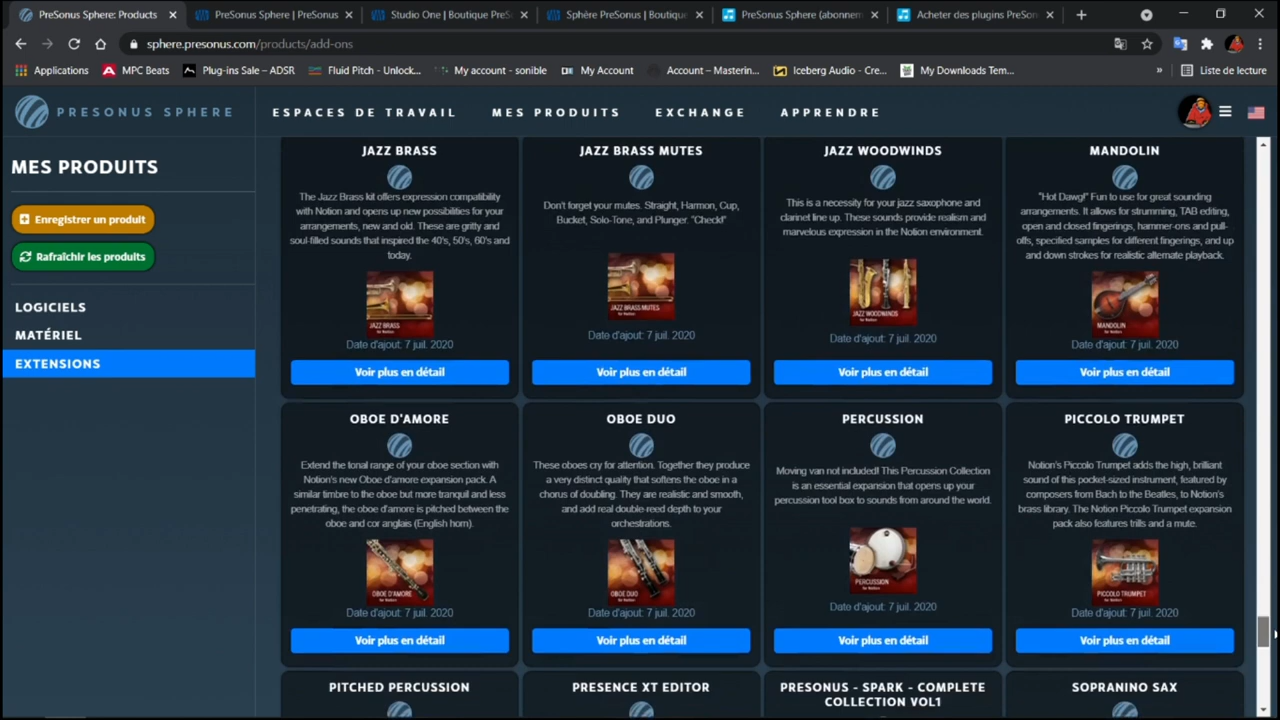 PreSonus Sphere: Products
PreSonus Sphere | PreSonus
Studio One | Boutique PreS
Sphère PreSonus | Boutique
PreSonus Sphere (abonnem
Acheter des plugins PreSon
sphere.presonus.com/products/add-ons
Applications
MPC Beats
Plug-ins Sale – ADSR
Fluid Pitch - Unlock...
My account - sonible
My Account
Account – Masterin...
Iceberg Audio - Cre...
My Downloads Tem...
»
Liste de lecture
PRESONUS SPHERE
ESPACES DE TRAVAIL
MES PRODUITS
EXCHANGE
APPRENDRE
MES PRODUITS
Enregistrer un produit
Rafraîchir les produits
LOGICIELS
MATÉRIEL
EXTENSIONS
JAZZ BRASS
The Jazz Brass kit offers expression compatibility
with Notion and opens up new possibilities for your
arrangements, new and old. These are gritty and
soul-filled sounds that inspired the 40's, 50's, 60's and
today.
JAZZ BRASS
for Notion
Date d'ajout: 7 juil. 2020
Voir plus en détail
JAZZ BRASS MUTES
Don't forget your mutes. Straight, Harmon, Cup,
Bucket, Solo-Tone, and Plunger. "Check!"
JAZZ BRASS MUTES
for Notion
Date d'ajout: 7 juil. 2020
Voir plus en détail
JAZZ WOODWINDS
This is a necessity for your jazz saxophone and
clarinet line up. These sounds provide realism and
marvelous expression in the Notion environment.
JAZZ WOODWINDS
for Notion
Date d'ajout: 7 juil. 2020
Voir plus en détail
MANDOLIN
"Hot Dawg!" Fun to use for great sounding
arrangements. It allows for strumming, TAB editing,
open and closed fingerings, hammer-ons and pull-
offs, specified samples for different fingerings, and up
and down strokes for realistic alternate playback.
MANDOLIN
for Notion
Date d'ajout: 7 juil. 2020
Voir plus en détail
OBOE D'AMORE
Extend the tonal range of your oboe section with
Notion's new Oboe d'amore expansion pack. A
similar timbre to the oboe but more tranquil and less
penetrating, the oboe d'amore is pitched between the
oboe and cor anglais (English horn).
OBOE D'AMORE
for Notion
Date d'ajout: 7 juil. 2020
Voir plus en détail
OBOE DUO
These oboes cry for attention. Together they produce
a very distinct quality that softens the oboe in a
chorus of doubling. They are realistic and smooth,
and add real double-reed depth to your
orchestrations.
OBOE DUO
for Notion
Date d'ajout: 7 juil. 2020
Voir plus en détail
PERCUSSION
Moving van not included! This Percussion Collection
is an essential expansion that opens up your
percussion tool box to sounds from around the world.
PERCUSSION
for Notion
Date d'ajout: 7 juil. 2020
Voir plus en détail
PICCOLO TRUMPET
Notion's Piccolo Trumpet adds the high, brilliant
sound of this pocket-sized instrument, featured by
composers from Bach to the Beatles, to Notion's
brass library. The Notion Piccolo Trumpet expansion
pack also features trills and a mute.
PICCOLO TRUMPET
for Notion
Date d'ajout: 7 juil. 2020
Voir plus en détail
PITCHED PERCUSSION
PRESENCE XT EDITOR
PRESONUS - SPARK - COMPLETE
COLLECTION VOL1
SOPRANINO SAX